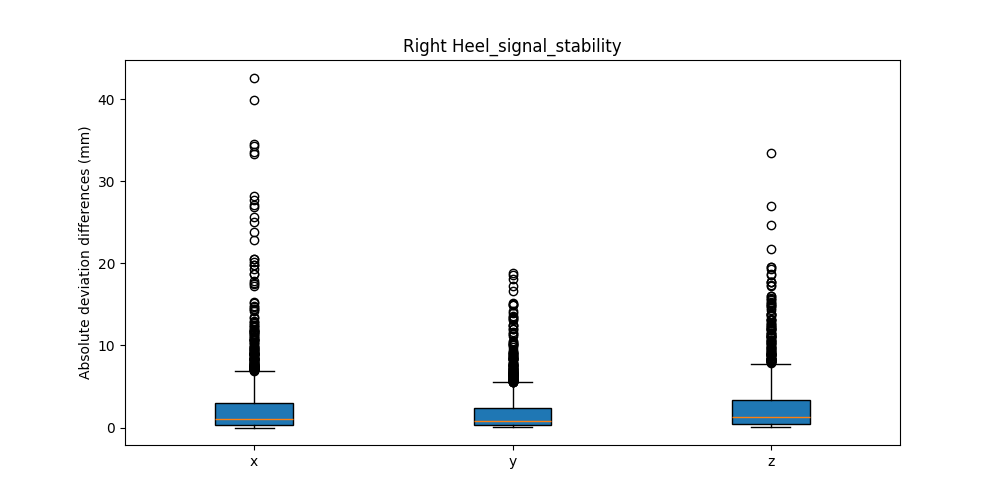 Right Heel_signal_stability
Absolute deviation differences (mm)
40
30
20
10
0
x
y
z